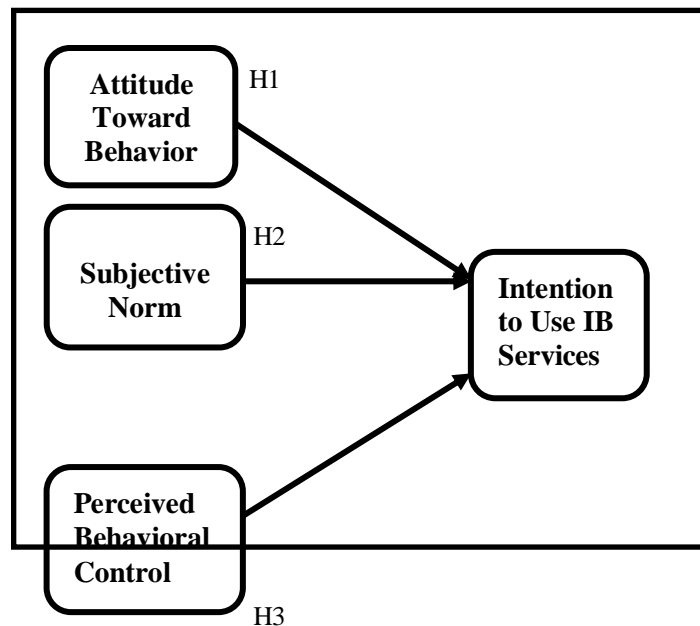 Attitude
Toward
Behavior
H1
Subjective
Norm
H2
Intention
to Use IB
Services
Perceived
Behavioral
Control
H3